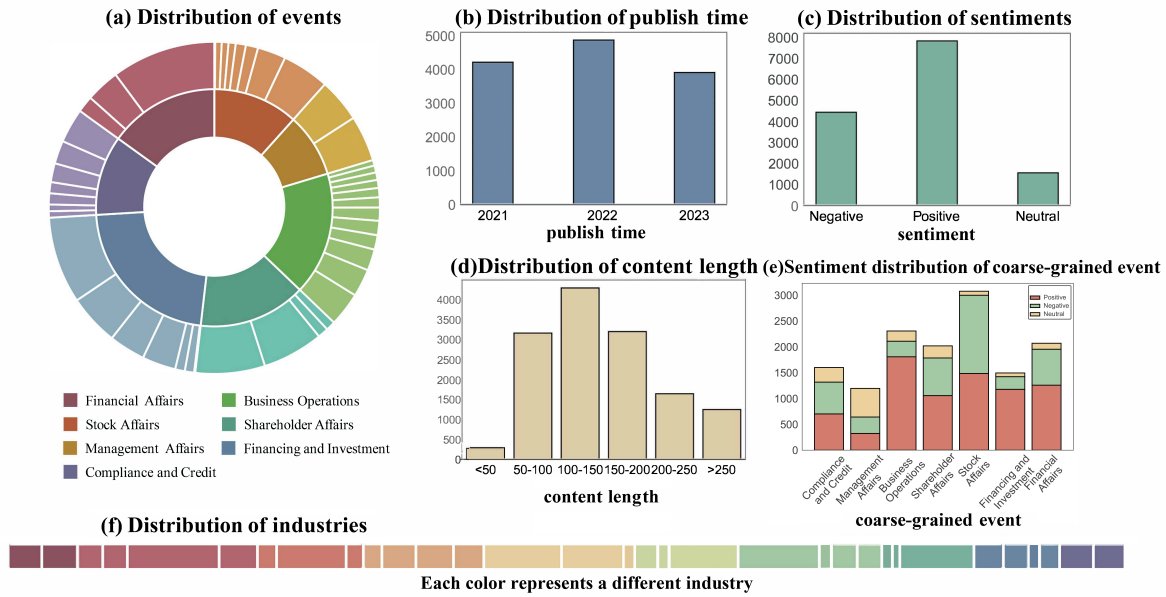 (a) Distribution of events
Financial Affairs
Business Operations
Stock Affairs
Shareholder Affairs
Management Affairs
Financing and Investment
Compliance and Credit
(b) Distribution of publish time
5000
4000
3000
2000
1000
0
2021
2022
2023
publish time
(c) Distribution of sentiments
8000
7000
6000
5000
4000
3000
2000
1000
0
Negative
Positive
Neutral
sentiment
(d)Distribution of content length
4000
3500
3000
2500
2000
1500
1000
500
0
<50
50-100
100-150
150-200
200-250
>250
content length
(e)Sentiment distribution of coarse-grained event
3000
2500
2000
1500
1000
500
0
Positive
Negative
Neutral
Compliance
and Credit
Management
Affairs
Business
Operations
Shareholder
Affairs
Stock
Affairs
Financing and
Investment
Financial
Affairs
coarse-grained event
(f) Distribution of industries
Each color represents a different industry